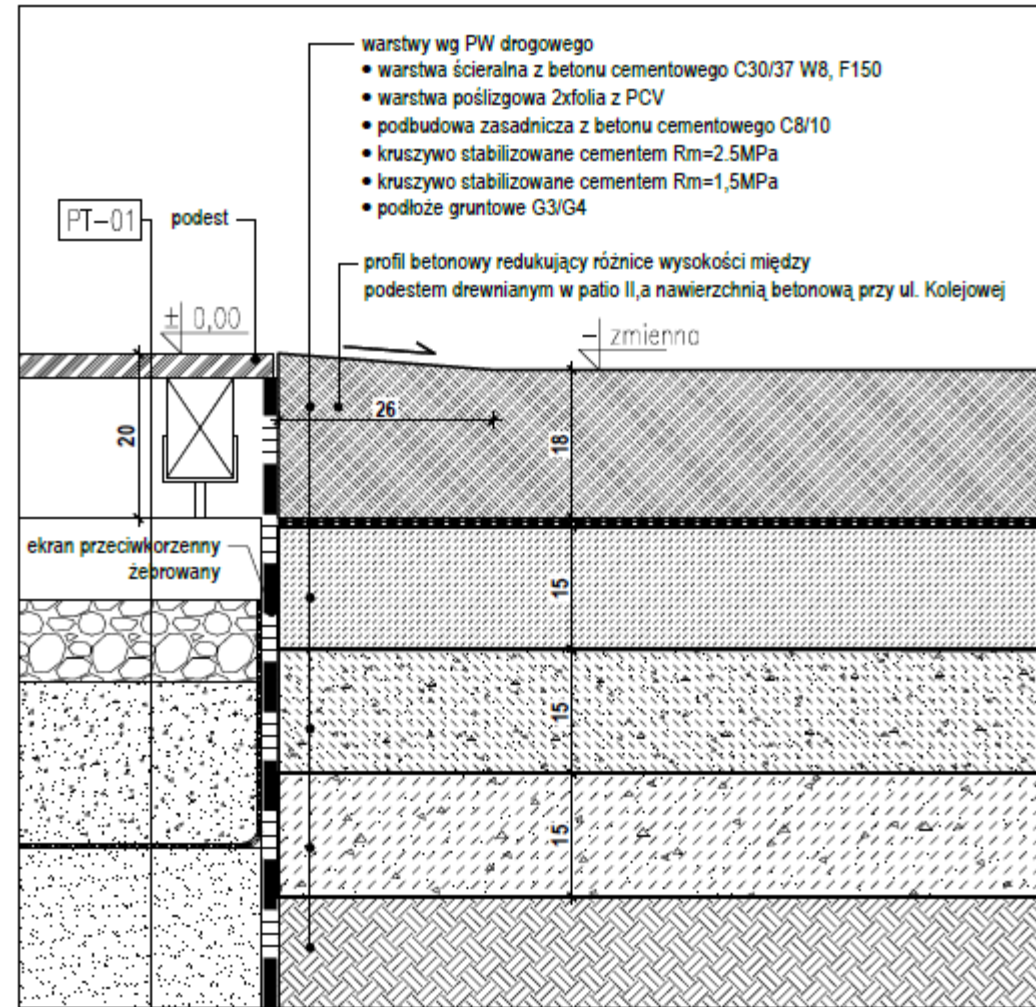 warstwy wg PW drogowego
• warstwa ścieralna z betonu cementowego C30/37 W8, F150
• warstwa poślizgowa 2xfolia z PCV
• podbudowa zasadnicza z betonu cementowego C8/10
• kruszywo stabilizowane cementem Rm=2.5MPa
• kruszywo stabilizowane cementem Rm=1,5MPa
• podłoże gruntowe G3/G4
PT-01
podest
profil betonowy redukujący różnice wysokości między
podestem drewnianym w patio II,a nawierzchnią betonową przy ul. Kolejowej
± 0,00
- zmienna
26
20
18
ekran przeciwkorzenny
żebrowany
15
15
15